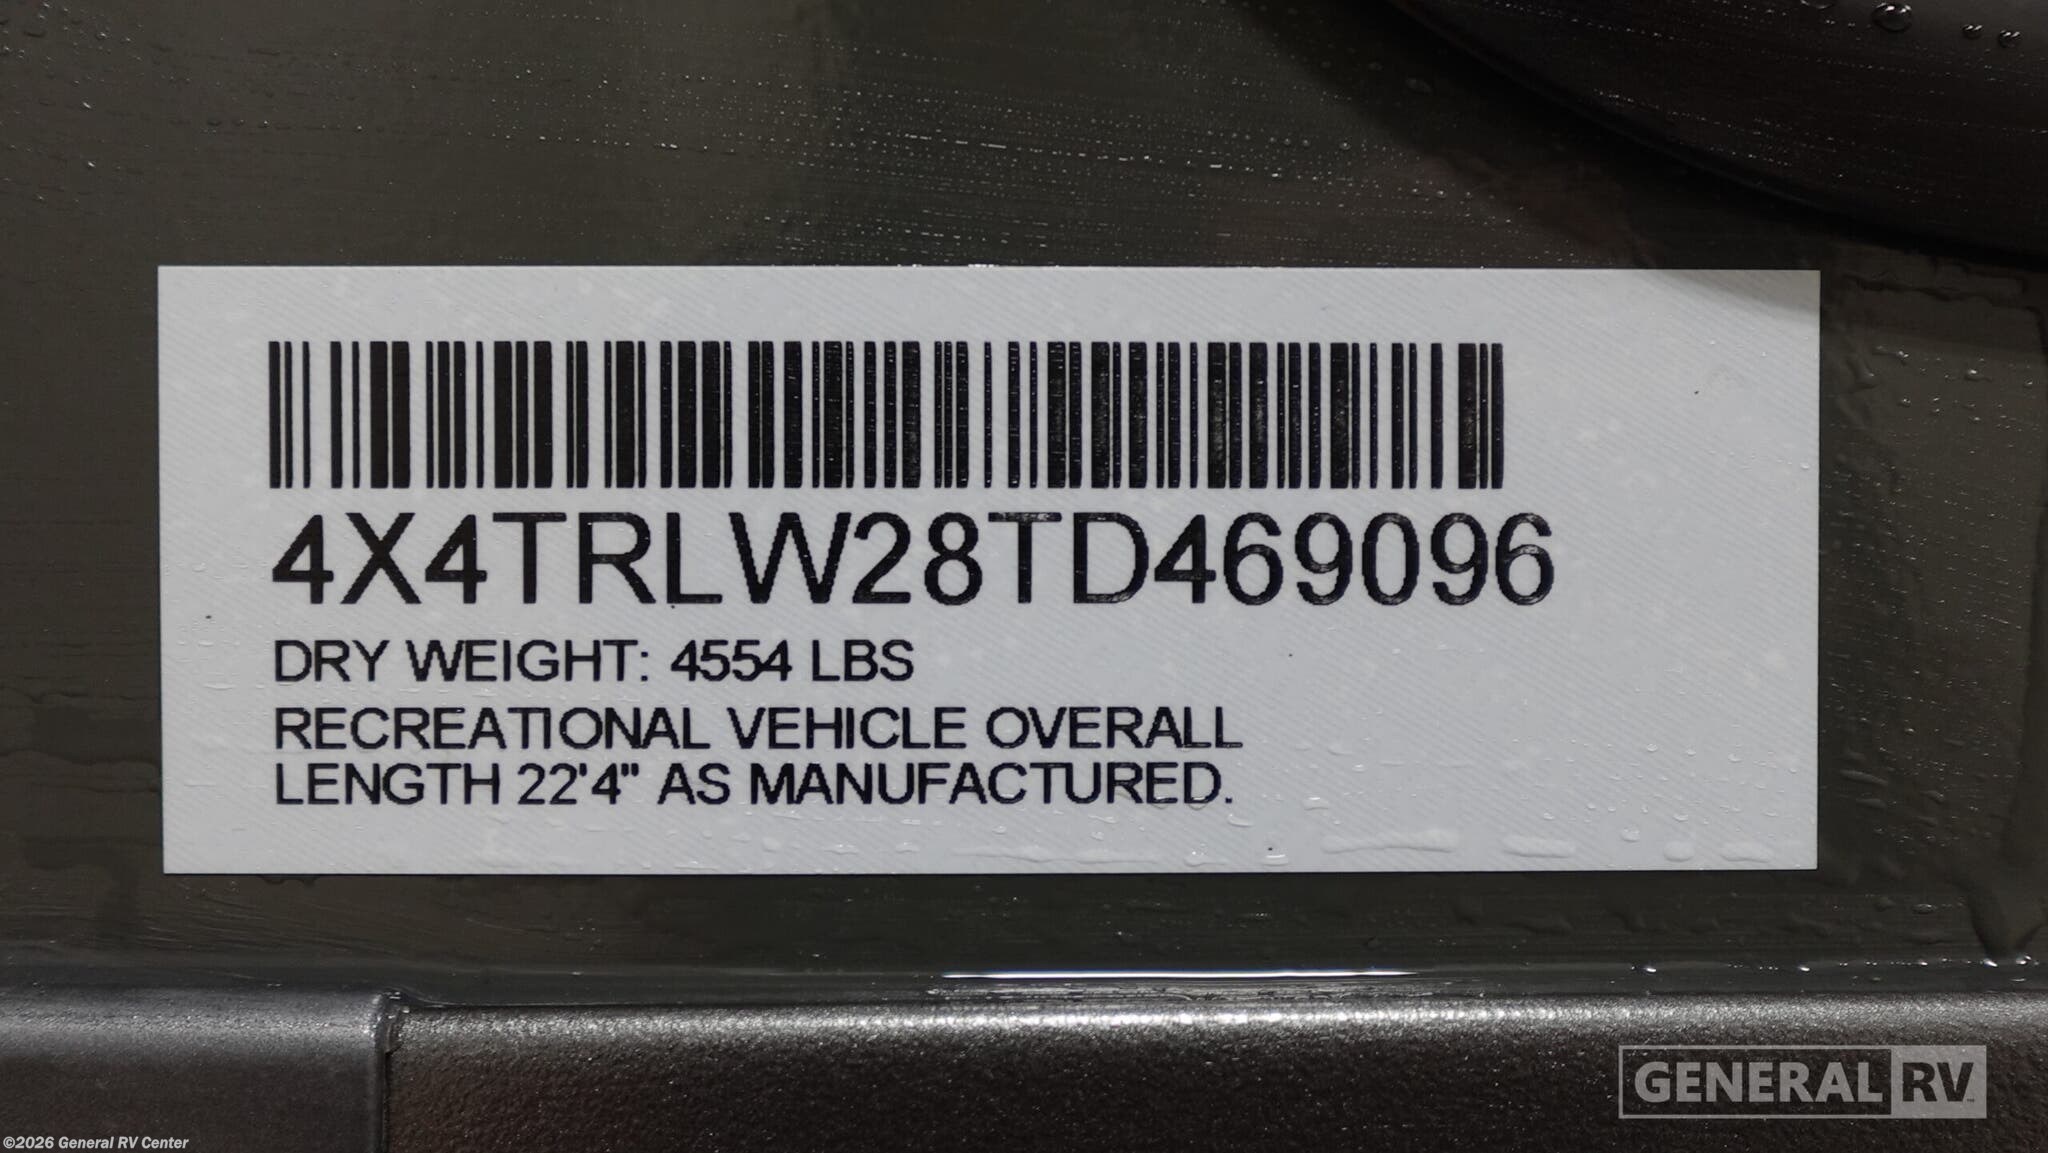 4X4TRLW28TD469096
DRY WEIGHT: 4554 LBS
RECREATIONAL VEHICLE OVERALL
LENGTH 22'4" AS MANUFACTURED.
GENERAL RV
©2026 General RV Center